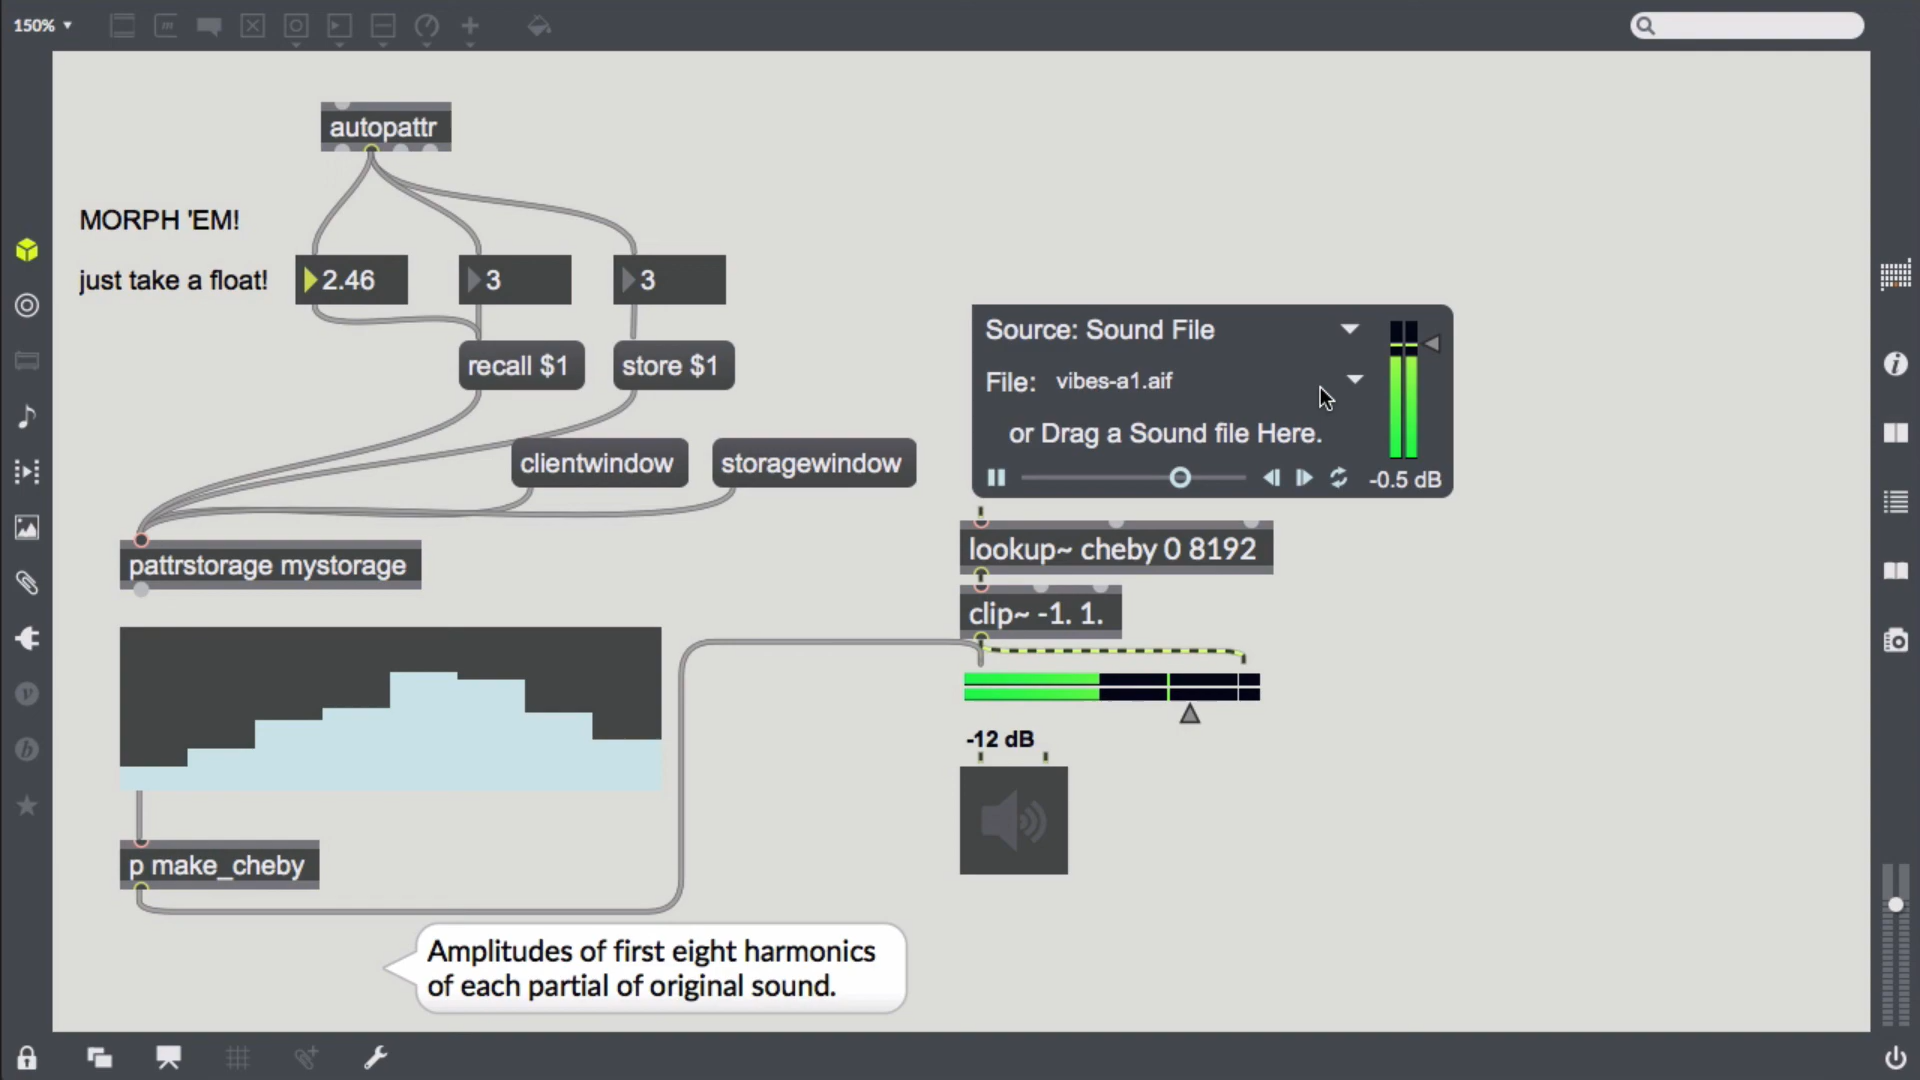 150%
autopattr
MORPH 'EM!
just take a float!
2.46
3
3
recall $1
store $1
clientwindow
storagewindow
pattrstorage mystorage
p make_cheby
Amplitudes of first eight harmonics
of each partial of original sound.
Source: Sound File
File: vibes-a1.aif
or Drag a Sound file Here.
-0.5 dB
lookup~ cheby 0 8192
clip~ -1. 1.
-12 dB